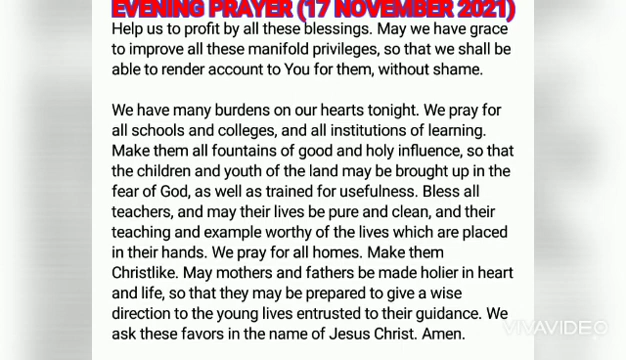 EVENING PRAYER (17 NOVEMBER 2021)
Help us to profit by all these blessings. May we have grace
to improve all these manifold privileges, so that we shall be
able to render account to You for them, without shame.
We have many burdens on our hearts tonight. We pray for
all schools and colleges, and all institutions of learning.
Make them all fountains of good and holy influence, so that
the children and youth of the land may be brought up in the
fear of God, as well as trained for usefulness. Bless all
teachers, and may their lives be pure and clean, and their
teaching and example worthy of the lives which are placed
in their hands. We pray for all homes. Make them
Christlike. May mothers and fathers be made holier in heart
and life, so that they may be prepared to give a wise
direction to the young lives entrusted to their guidance. We
ask these favors in the name of Jesus Christ. Amen.
VIVAVIDEO